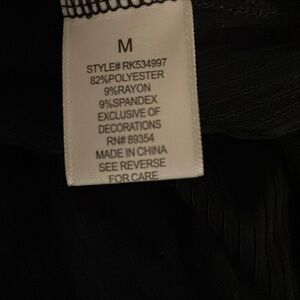 M
STYLE# RK534997
82%POLYESTER
9%RAYON
9%SPANDEX
EXCLUSIVE OF
DECORATIONS
RN# 89354
MADE IN CHINA
SEE REVERSE
FOR CARE